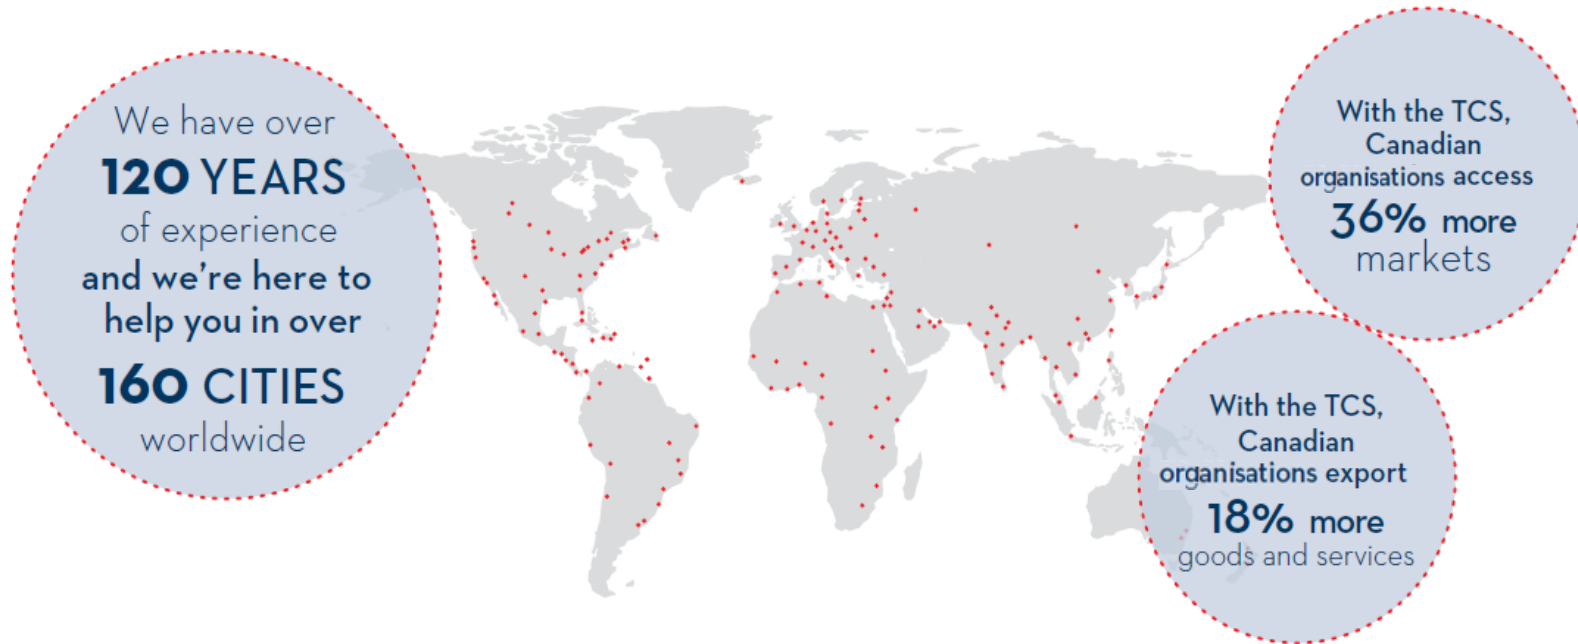 We have over
120 YEARS
of experience
and we're here to
help you in over
160 CITIES
worldwide
With the TCS,
Canadian
organisations access
36% more
markets
With the TCS,
Canadian
organisations export
18% more
goods and services